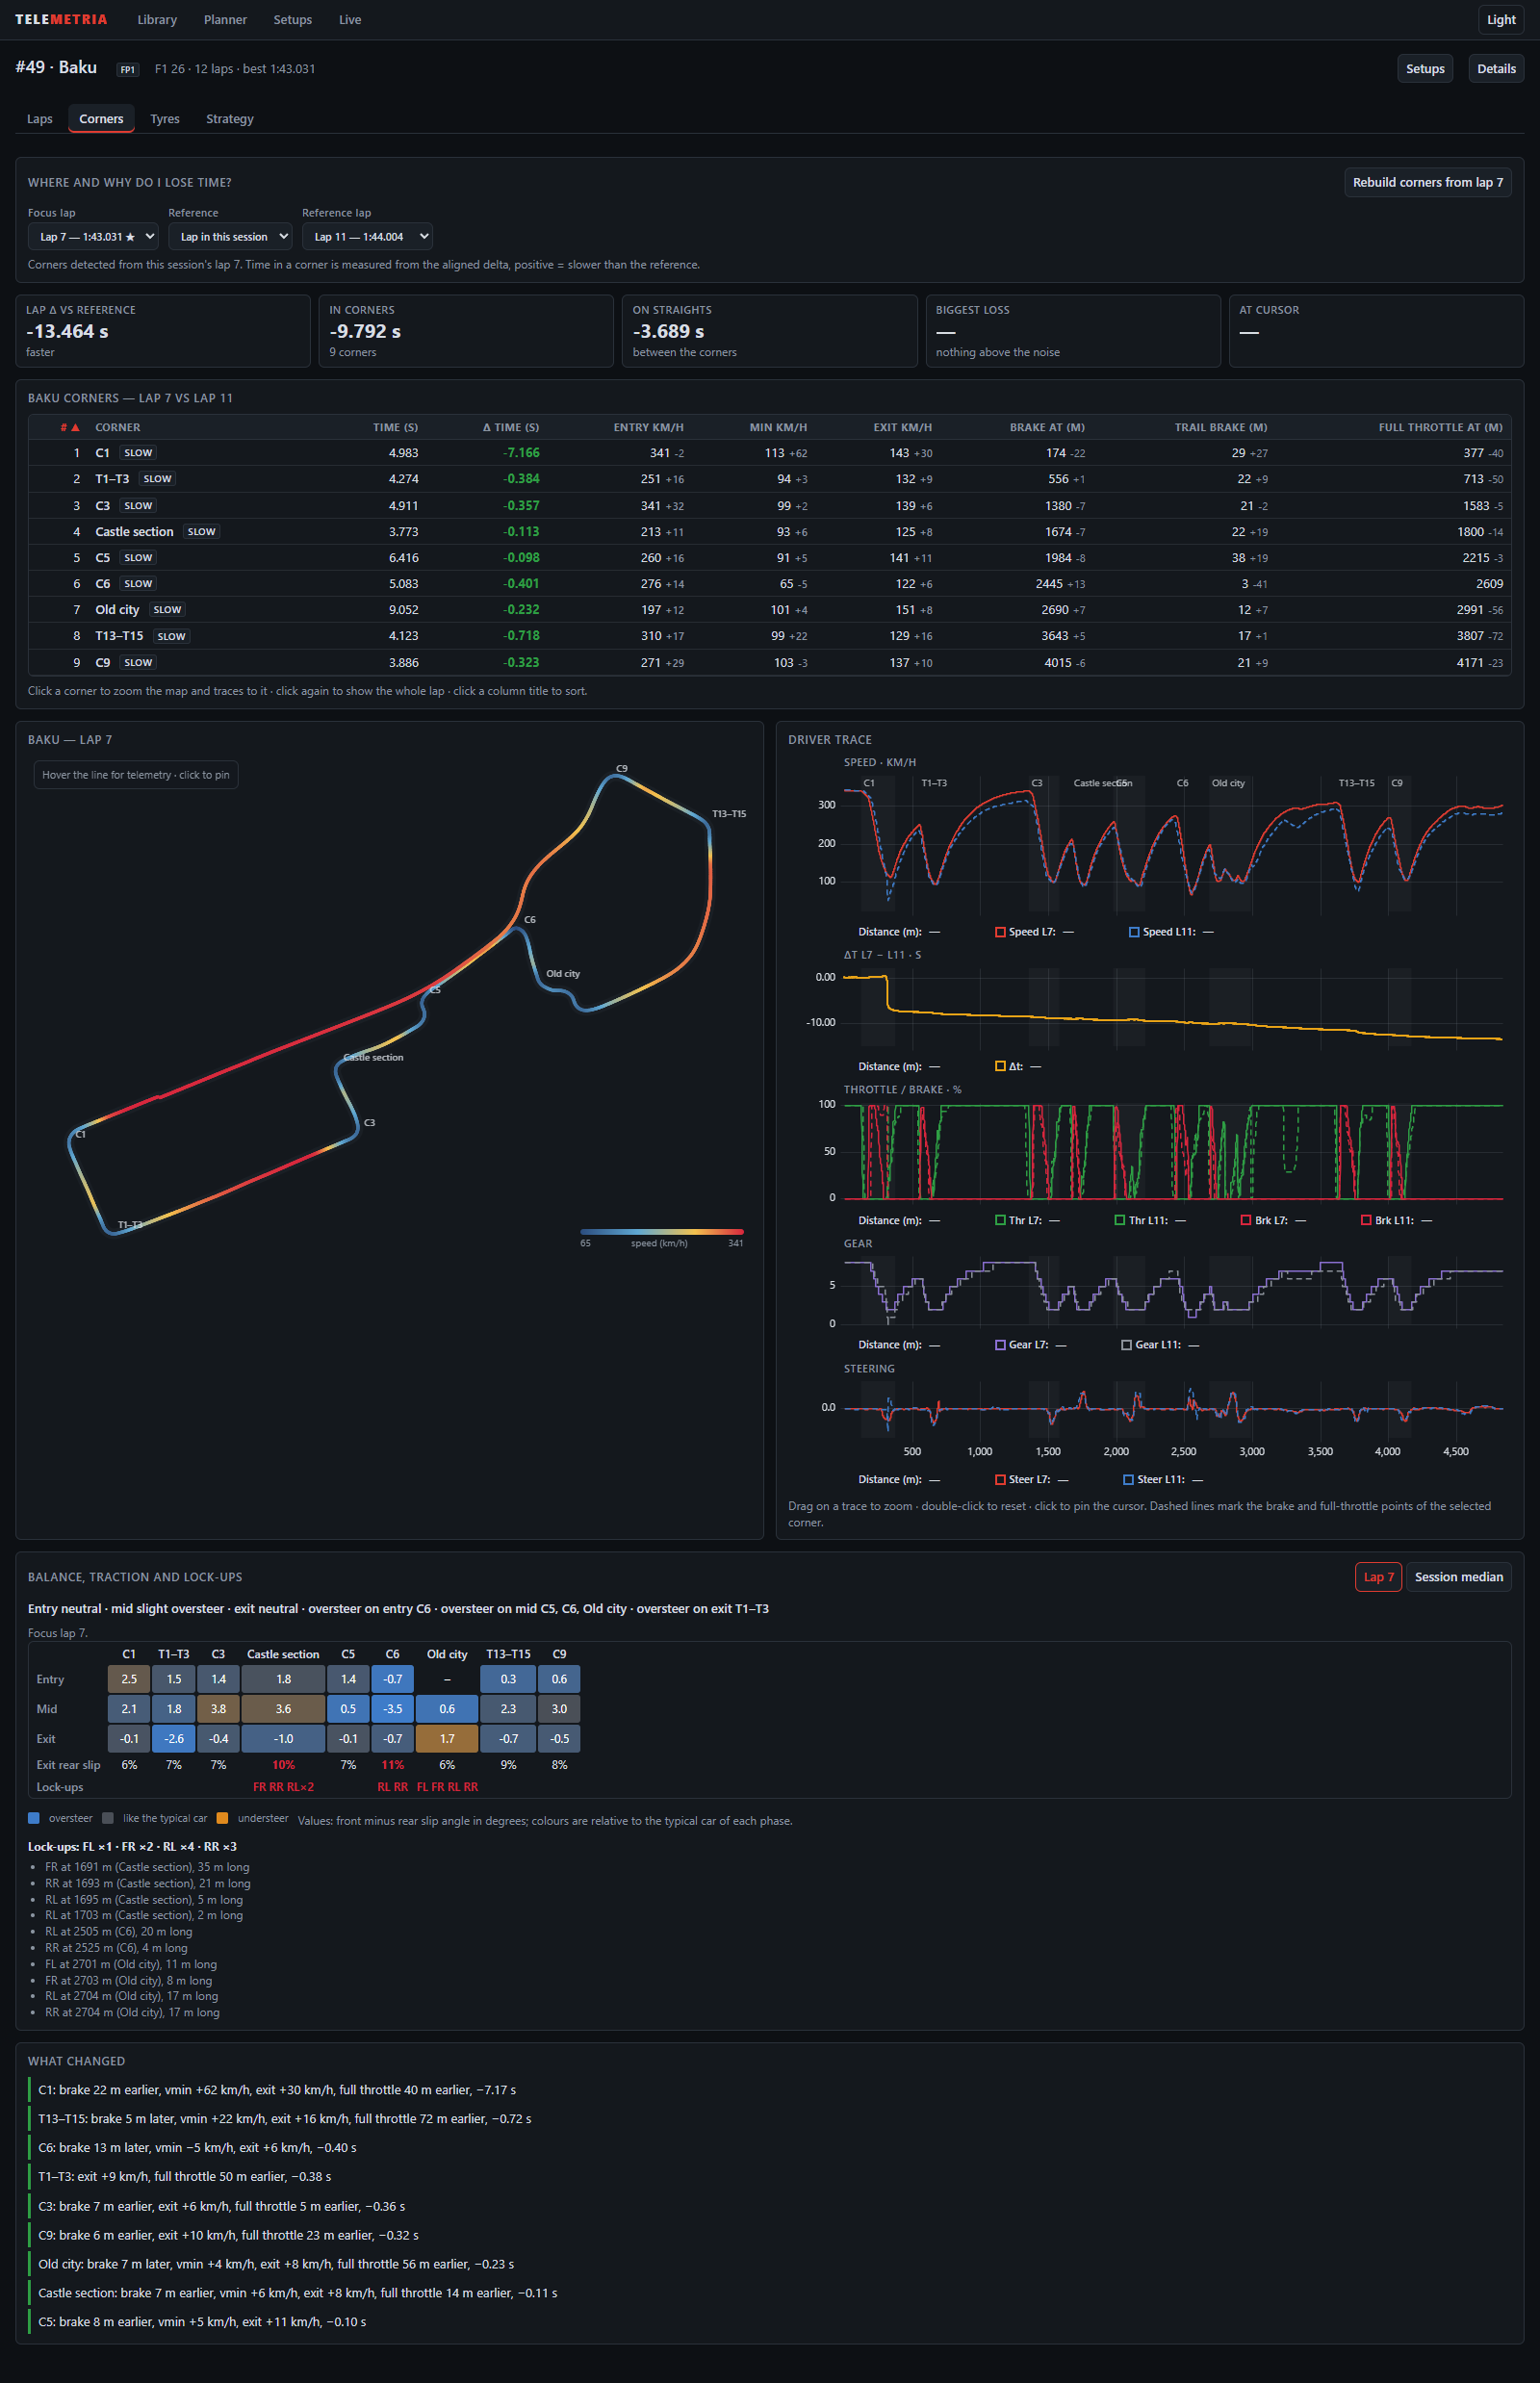 TELEMETRIA Library Planner Setups Live Light
#49 · Baku FP1 F1 26 · 12 laps · best 1:43.031 Setups Details
Laps Corners Tyres Strategy
WHERE AND WHY DO I LOSE TIME? Rebuild corners from lap 7
Focus lap Reference Reference lap
Lap 7 — 1:43.031 ★ Lap in this session Lap 11 — 1:44.004
Corners detected from this session's lap 7. Time in a corner is measured from the aligned delta, positive = slower than the reference.
LAP Δ VS REFERENCE IN CORNERS ON STRAIGHTS BIGGEST LOSS AT CURSOR
-13.464 s -9.792 s -3.689 s — —
faster 9 corners between the corners nothing above the noise
BAKU CORNERS — LAP 7 VS LAP 11
# ▲ CORNER TIME (S) Δ TIME (S) ENTRY KM/H MIN KM/H EXIT KM/H BRAKE AT (M) TRAIL BRAKE (M) FULL THROTTLE AT (M)
1 C1 SLOW 4.983 -7.166 341 -2 113 +62 143 +30 174 -22 29 +27 377 -40
2 T1–T3 SLOW 4.274 -0.384 251 +16 94 +3 132 +9 556 +1 22 +9 713 -50
3 C3 SLOW 4.911 -0.357 341 +32 99 +2 139 +6 1380 -7 21 -2 1583 -5
4 Castle section SLOW 3.773 -0.113 213 +11 93 +6 125 +8 1674 -7 22 +19 1800 -14
5 C5 SLOW 6.416 -0.098 260 +16 91 +5 141 +11 1984 -8 38 +19 2215 -3
6 C6 SLOW 5.083 -0.401 276 +14 65 -5 122 +6 2445 +13 3 -41 2609
7 Old city SLOW 9.052 -0.232 197 +12 101 +4 151 +8 2690 +7 12 +7 2991 -56
8 T13–T15 SLOW 4.123 -0.718 310 +17 99 +22 129 +16 3643 +5 17 +1 3807 -72
9 C9 SLOW 3.886 -0.323 271 +29 103 -3 137 +10 4015 -6 21 +9 4171 -23
Click a corner to zoom the map and traces to it · click again to show the whole lap · click a column title to sort.
BAKU — LAP 7
Hover the line for telemetry · click to pin
C9
T13–T15
C6
Old city
C5
Castle section
C3
C1
T1–T3
65 speed (km/h) 341
DRIVER TRACE
SPEED · KM/H
C1 T1–T3 C3 Castle section C5 C6 Old city T13–T15 C9
300
200
100
Distance (m): — Speed L7: — Speed L11: —
ΔT L7 − L11 · S
0.00
-10.00
Distance (m): — Δt: —
THROTTLE / BRAKE · %
100
50
0
Distance (m): — Thr L7: — Thr L11: — Brk L7: — Brk L11: —
GEAR
5
0
Distance (m): — Gear L7: — Gear L11: —
STEERING
0.0
500 1,000 1,500 2,000 2,500 3,000 3,500 4,000 4,500
Distance (m): — Steer L7: — Steer L11: —
Drag on a trace to zoom · double-click to reset · click to pin the cursor. Dashed lines mark the brake and full-throttle points of the selected
corner.
BALANCE, TRACTION AND LOCK-UPS Lap 7 Session median
Entry neutral · mid slight oversteer · exit neutral · oversteer on entry C6 · oversteer on mid C5, C6, Old city · oversteer on exit T1–T3
Focus lap 7.
C1 T1–T3 C3 Castle section C5 C6 Old city T13–T15 C9
Entry 2.5 1.5 1.4 1.8 1.4 -0.7 – 0.3 0.6
Mid 2.1 1.8 3.8 3.6 0.5 -3.5 0.6 2.3 3.0
Exit -0.1 -2.6 -0.4 -1.0 -0.1 -0.7 1.7 -0.7 -0.5
Exit rear slip 6% 7% 7% 10% 7% 11% 6% 9% 8%
Lock-ups FR RR RL×2 RL RR FL FR RL RR
oversteer like the typical car understeer Values: front minus rear slip angle in degrees; colours are relative to the typical car of each phase.
Lock-ups: FL ×1 · FR ×2 · RL ×4 · RR ×3
• FR at 1691 m (Castle section), 35 m long
• RR at 1693 m (Castle section), 21 m long
• RL at 1695 m (Castle section), 5 m long
• RL at 1703 m (Castle section), 2 m long
• RL at 2505 m (C6), 20 m long
• RR at 2525 m (C6), 4 m long
• FL at 2701 m (Old city), 11 m long
• FR at 2703 m (Old city), 8 m long
• RL at 2704 m (Old city), 17 m long
• RR at 2704 m (Old city), 17 m long
WHAT CHANGED
C1: brake 22 m earlier, vmin +62 km/h, exit +30 km/h, full throttle 40 m earlier, −7.17 s
T13–T15: brake 5 m later, vmin +22 km/h, exit +16 km/h, full throttle 72 m earlier, −0.72 s
C6: brake 13 m later, vmin −5 km/h, exit +6 km/h, −0.40 s
T1–T3: exit +9 km/h, full throttle 50 m earlier, −0.38 s
C3: brake 7 m earlier, exit +6 km/h, full throttle 5 m earlier, −0.36 s
C9: brake 6 m earlier, exit +10 km/h, full throttle 23 m earlier, −0.32 s
Old city: brake 7 m later, vmin +4 km/h, exit +8 km/h, full throttle 56 m earlier, −0.23 s
Castle section: brake 7 m earlier, vmin +6 km/h, exit +8 km/h, full throttle 14 m earlier, −0.11 s
C5: brake 8 m earlier, vmin +5 km/h, exit +11 km/h, −0.10 s